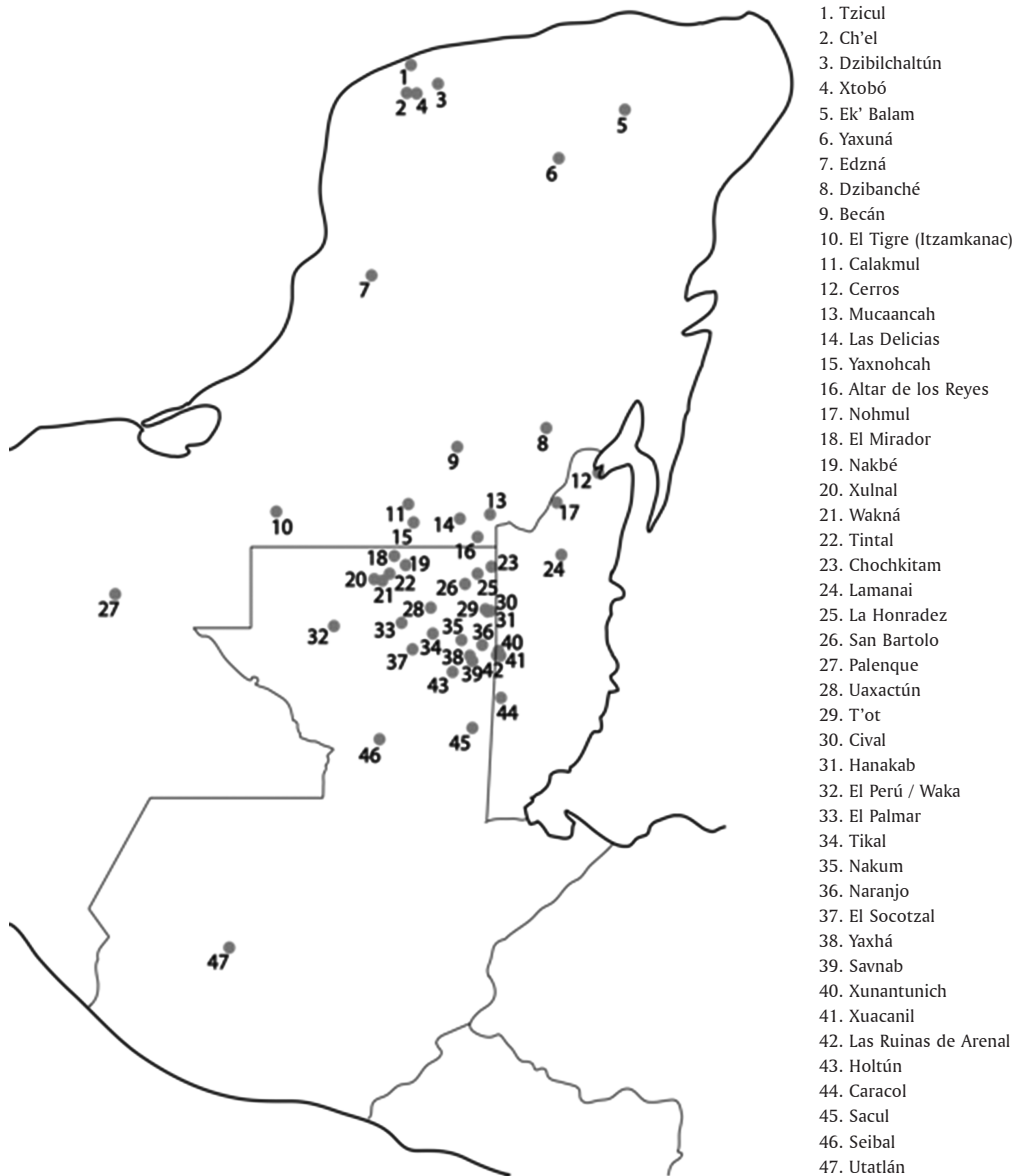 1. Tzicul
2. Ch’el
3. Dzibilchaltún
4. Xtobó
5. Ek’ Balam
6. Yaxuná
7. Edzná
8. Dzibanché
9. Becán
10. El Tigre (Itzamkanac)
11. Calakmul
12. Cerros
13. Mucaancah
14. Las Delicias
15. Yaxnohcah
16. Altar de los Reyes
17. Nohmul
18. El Mirador
19. Nakbé
20. Xulnal
21. Wakná
22. Tintal
23. Chochkitam
24. Lamanai
25. La Honradez
26. San Bartolo
27. Palenque
28. Uaxactún
29. T’ot
30. Cival
31. Hanakab
32. El Perú / Waka
33. El Palmar
34. Tikal
35. Nakum
36. Naranjo
37. El Socotzal
38. Yaxhá
39. Savnab
40. Xunantunich
41. Xuacanil
42. Las Ruinas de Arenal
43. Holtún
44. Caracol
45. Sacul
46. Seibal
47. Utatlán
1
2
4
3
5
6
7
8
9
12
10
11
15
14
13
16
17
18
19
20
21
22
23
24
25
26
27
28
29
30
31
32
33
34
35
36
37
38
39
40
41
42
43
44
45
46
47